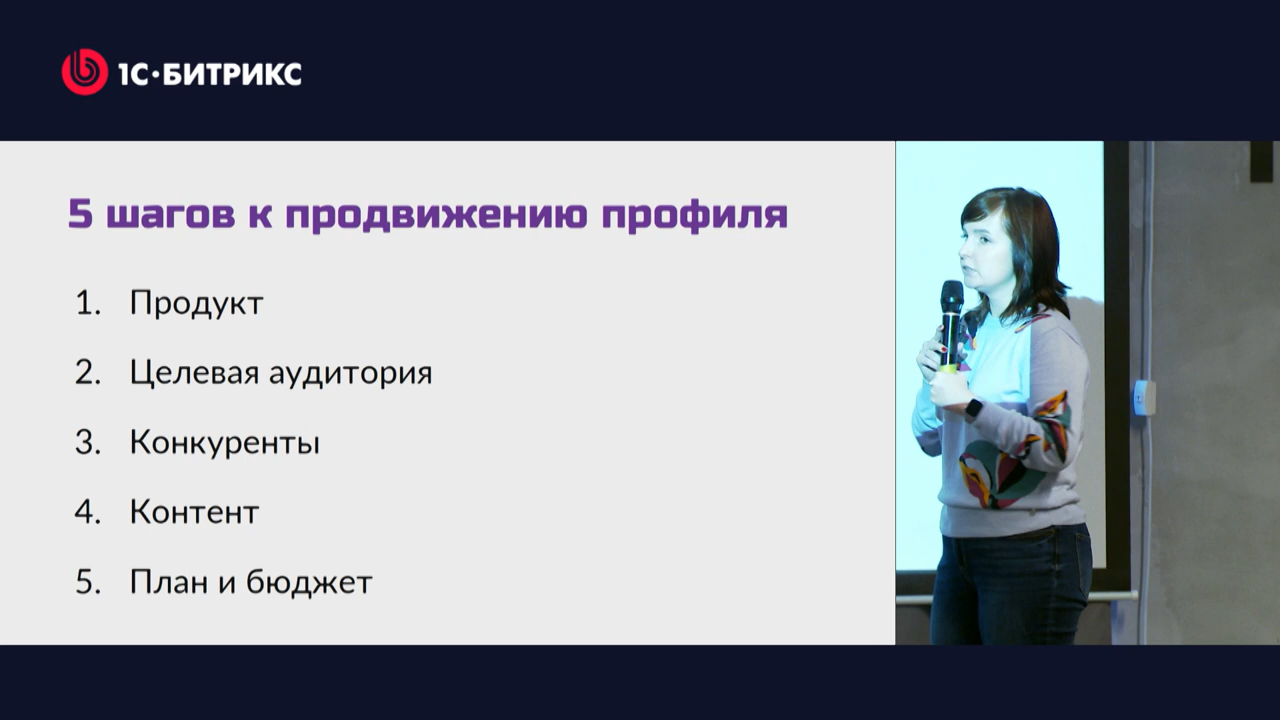 1С·БИТРИКС
5 шагов к продвижению профиля
1. Продукт
2. Целевая аудитория
3. Конкуренты
4. Контент
5. План и бюджет